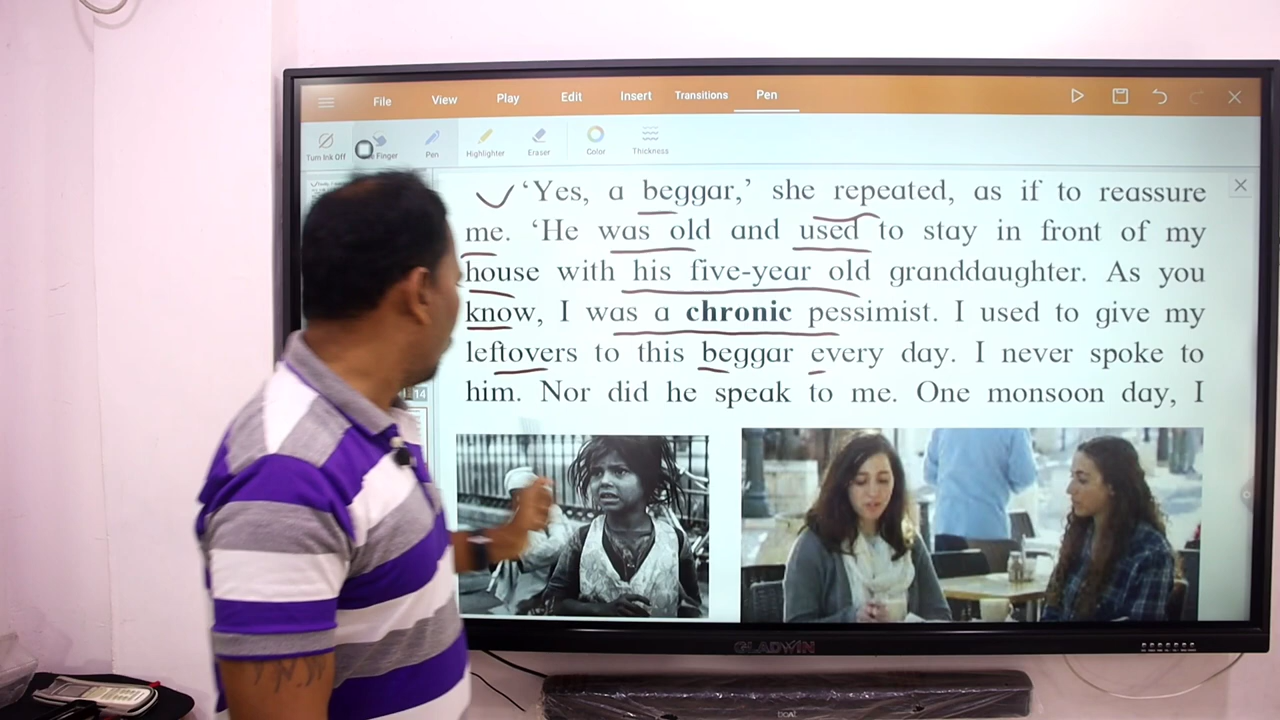 File View Play Edit Insert Transitions Pen
Turn Ink Off Finger Pen Highlighter Eraser Color Thickness
‘Yes, a beggar,’ she repeated, as if to reassure
me. ‘He was old and used to stay in front of my
house with his five-year old granddaughter. As you
know, I was a chronic pessimist. I used to give my
leftovers to this beggar every day. I never spoke to
him. Nor did he speak to me. One monsoon day, I
14
GLADWIN
boAt